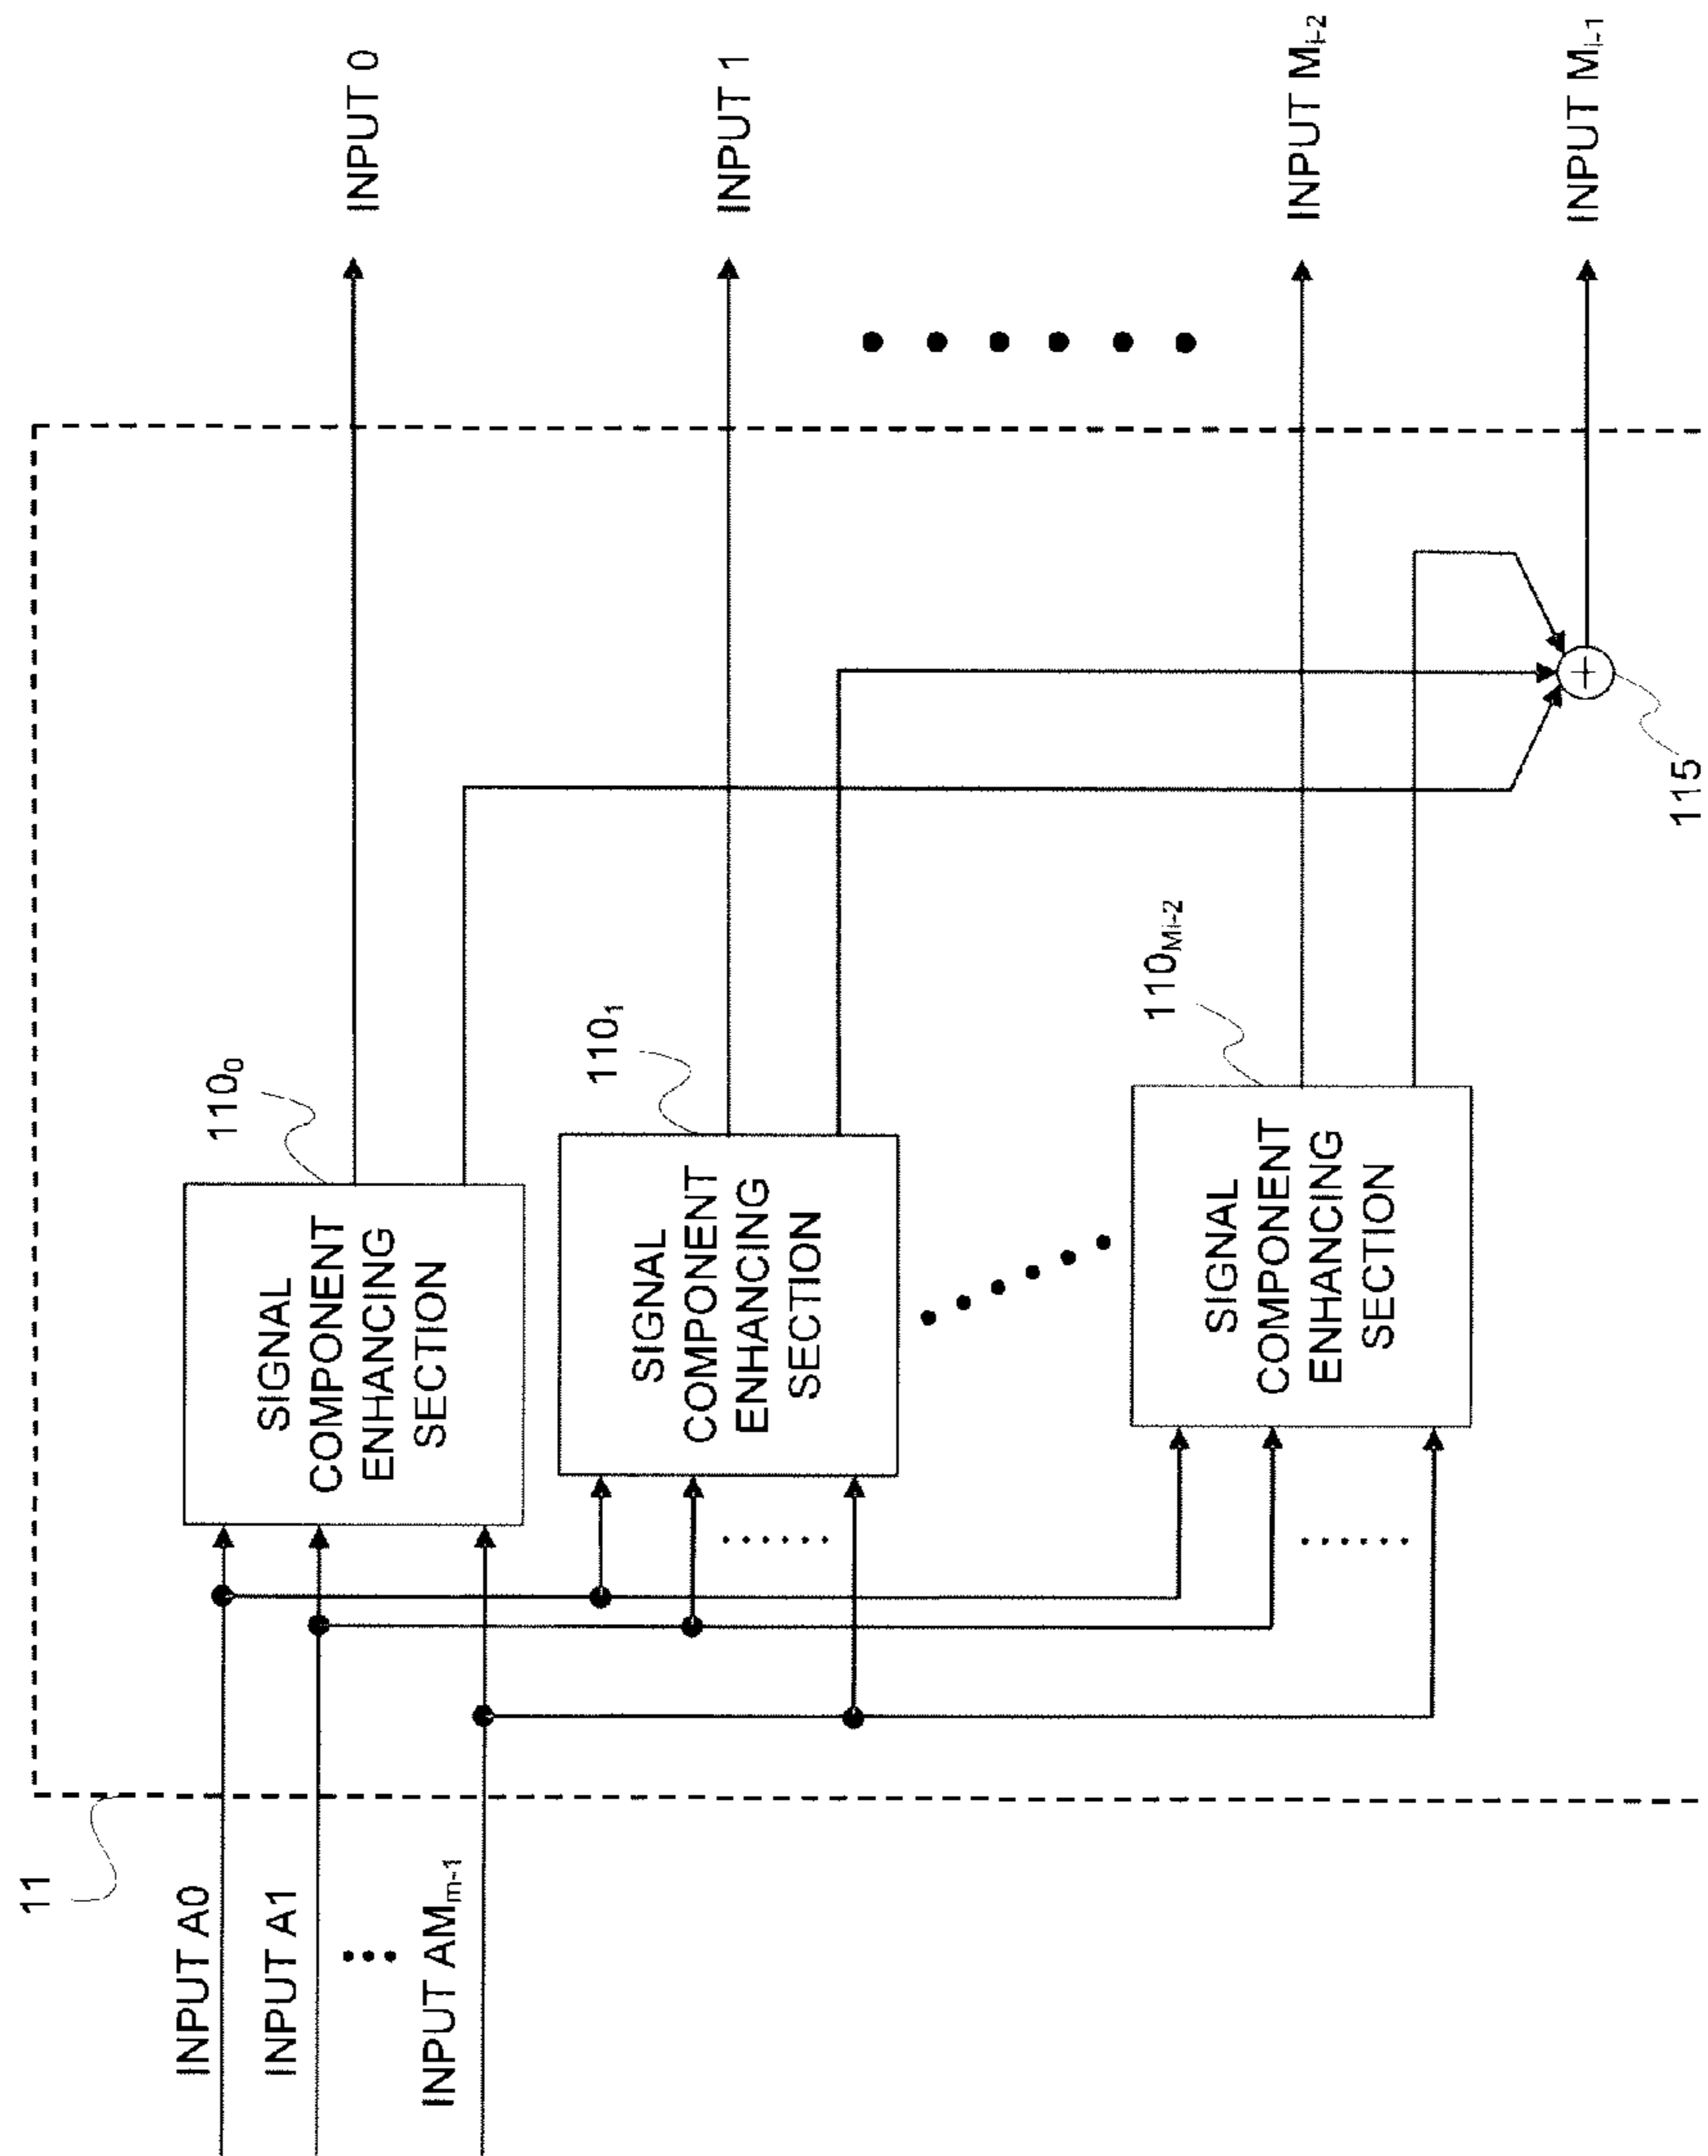 11
INPUT A0
INPUT A1
INPUT AMₘ₋₁
110₀
SIGNAL
COMPONENT
ENHANCING
SECTION
INPUT 0
110₁
SIGNAL
COMPONENT
ENHANCING
SECTION
INPUT 1
110Mi-2
SIGNAL
COMPONENT
ENHANCING
SECTION
INPUT Mi-2
+
115
INPUT Mi-1